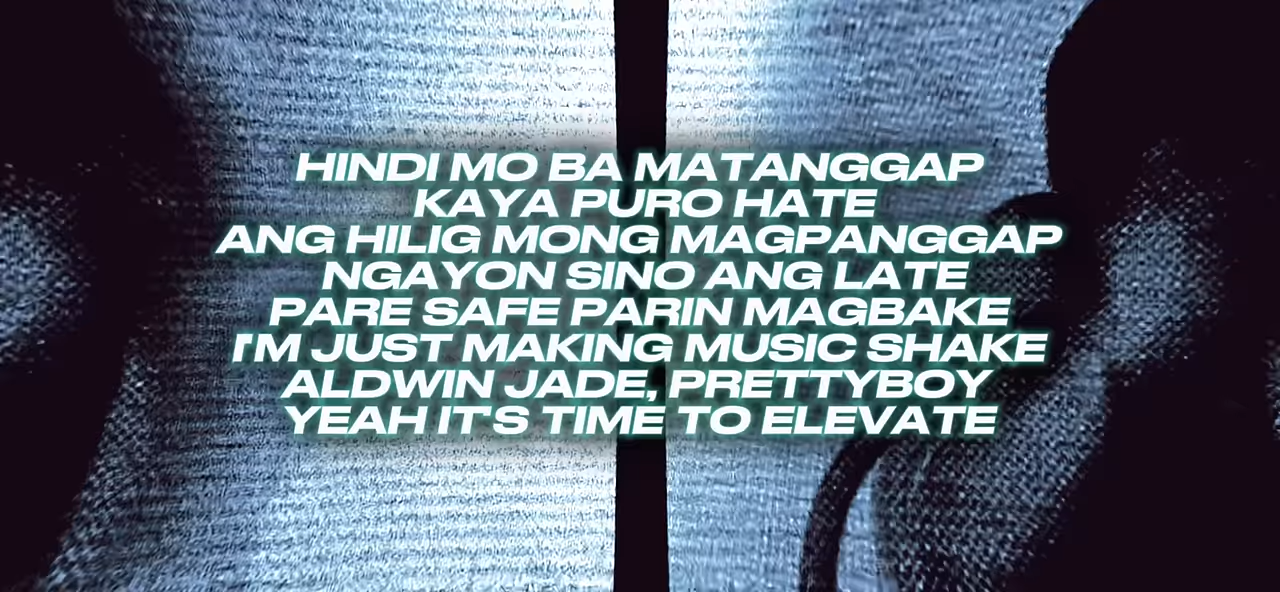 HINDI MO BA MATANGGAP
KAYA PURO HATE
ANG HILIG MONG MAGPANGGAP
NGAYON SINO ANG LATE
PARE SAFE PARIN MAGBAKE
I'M JUST MAKING MUSIC SHAKE
ALDWIN JADE, PRETTYBOY
YEAH IT'S TIME TO ELEVATE